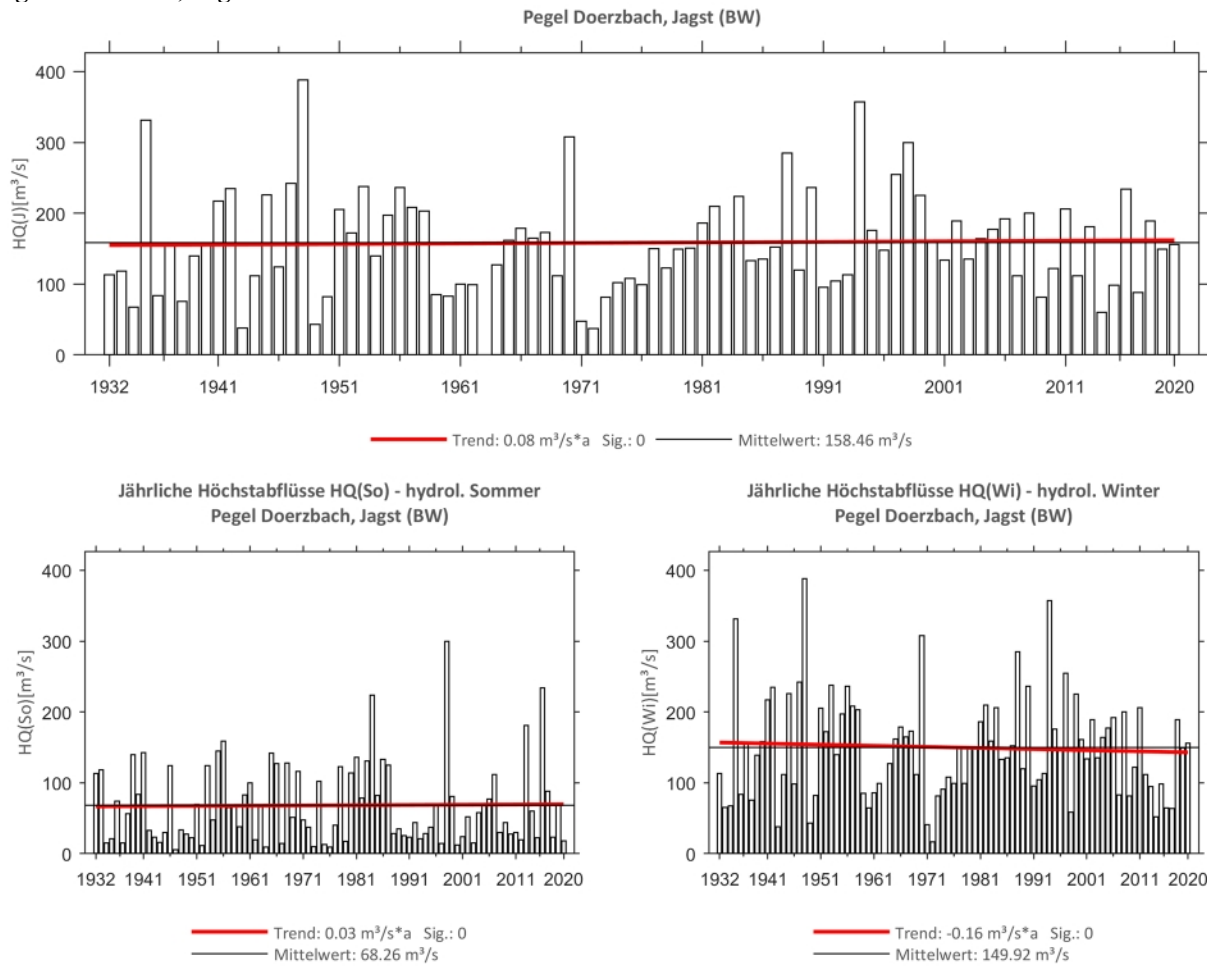 Pegel Doerzbach, Jagst (BW)
HQ(J)[m³/s]
400
300
200
100
0
1932 1941 1951 1961 1971 1981 1991 2001 2011 2020
Trend: 0.08 m³/s*a Sig.: 0 Mittelwert: 158.46 m³/s
Jährliche Höchstabflüsse HQ(So) - hydrol. Sommer
Pegel Doerzbach, Jagst (BW)
HQ(So)[m³/s]
400
300
200
100
0
1932 1941 1951 1961 1971 1981 1991 2001 2011 2020
Trend: 0.03 m³/s*a Sig.: 0
Mittelwert: 68.26 m³/s
Jährliche Höchstabflüsse HQ(Wi) - hydrol. Winter
Pegel Doerzbach, Jagst (BW)
HQ(Wi)[m³/s]
400
300
200
100
0
1932 1941 1951 1961 1971 1981 1991 2001 2011 2020
Trend: -0.16 m³/s*a Sig.: 0
Mittelwert: 149.92 m³/s